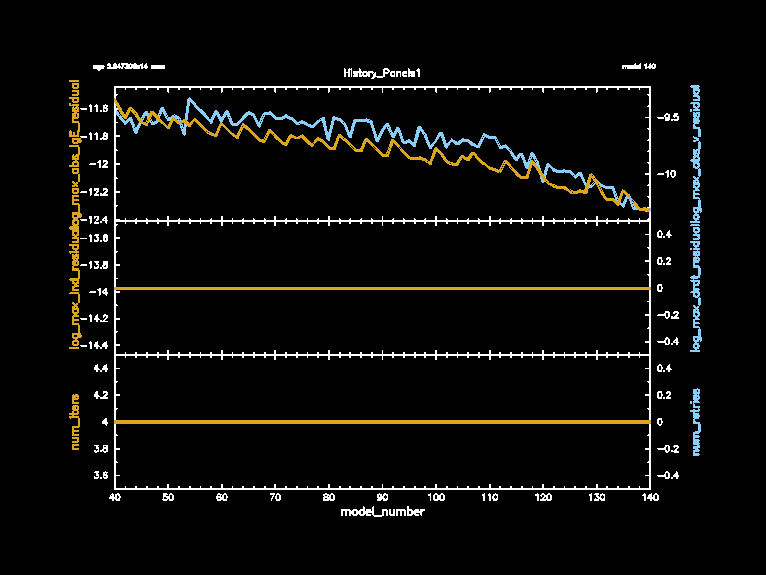 age 3.847308e14 secs
model 140
History_Panels1
log_max_abs_lgE_residual
−11.6
−11.8
−12
−12.2
−12.4
−9.5
−10
log_max_abs_v_residual
log_max_lnd_residual
−13.6
−13.8
−14
−14.2
−14.4
0.4
0.2
0
−0.2
−0.4
log_max_drdt_residual
num_iters
4.4
4.2
4
3.8
3.6
0.4
0.2
0
−0.2
−0.4
num_retries
40 50 60 70 80 90 100 110 120 130 140
model_number